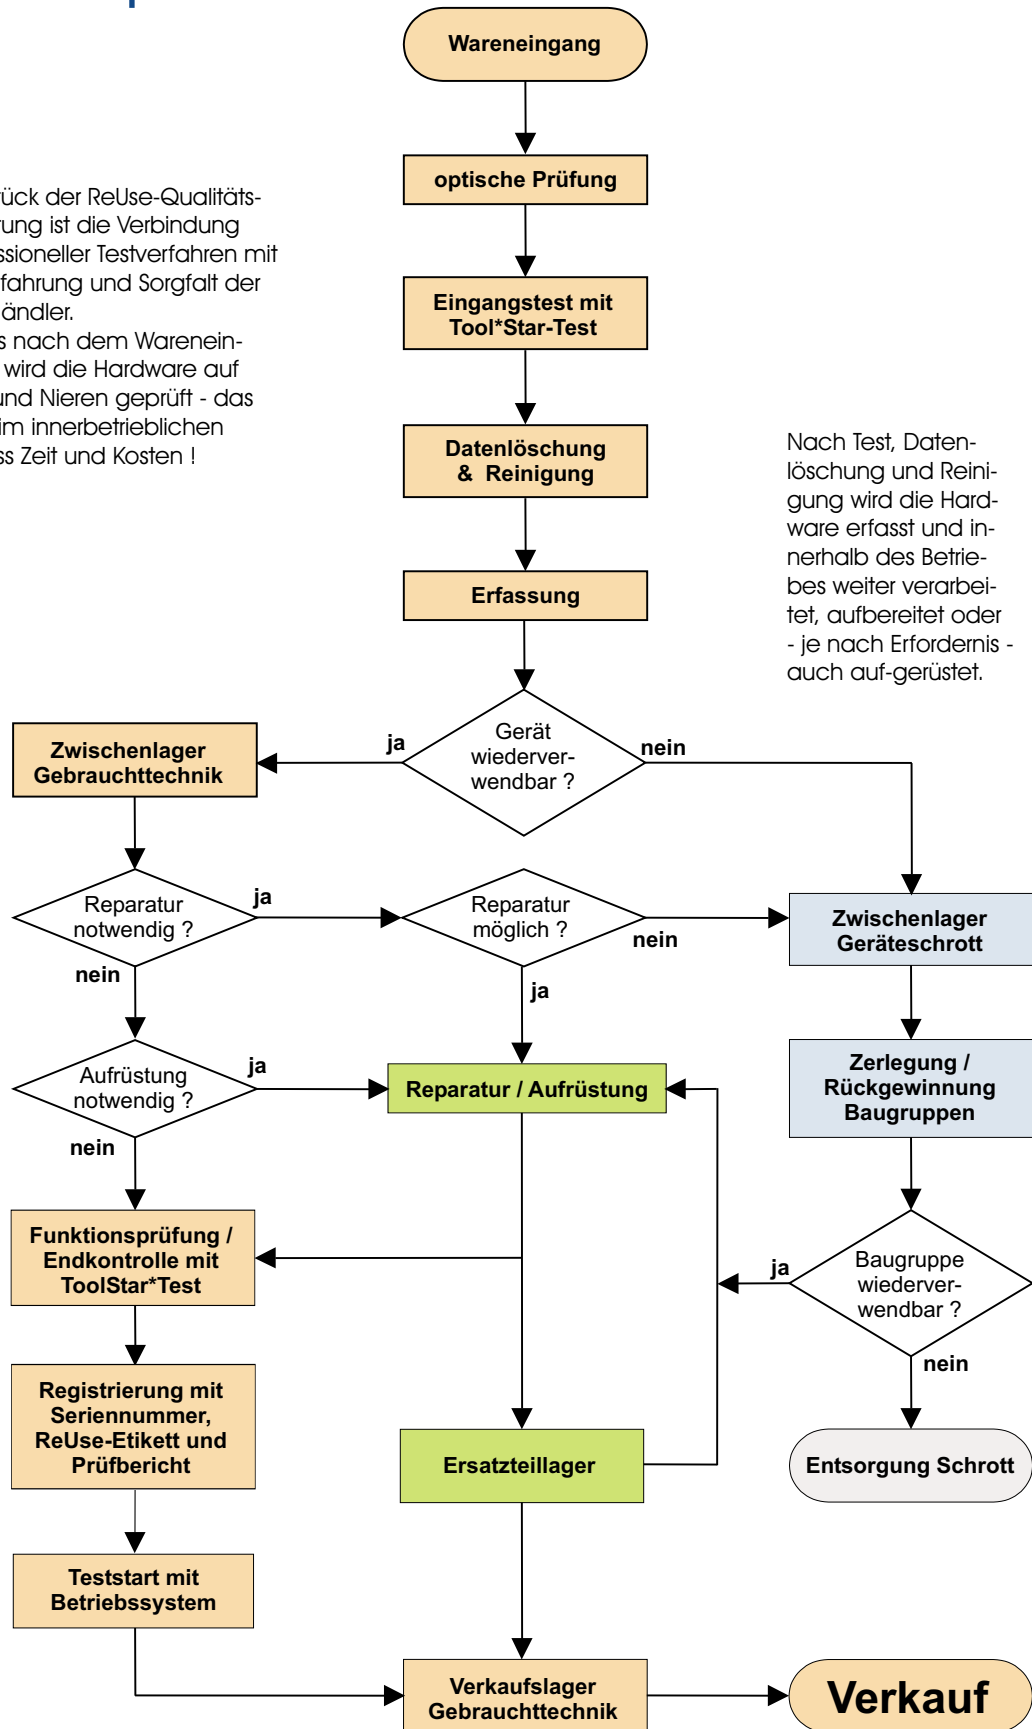 Wareneingang
optische Prüfung
ück der ReUse-Qualitäts-
rung ist die Verbindung
ssioneller Testverfahren mit
fahrung und Sorgfalt der
ändler.
s nach dem Warenein-
wird die Hardware auf
und Nieren geprüft - das
im innerbetrieblichen
ss Zeit und Kosten !
Eingangstest mit
Tool*Star-Test
Datenlöschung
& Reinigung
Nach Test, Daten-
löschung und Reini-
gung wird die Hard-
ware erfasst und in-
nerhalb des Betrie-
bes weiter verarbei-
tet, aufbereitet oder
- je nach Erfordernis -
auch auf-gerüstet.
Erfassung
Gerät
wiederver-
wendbar ?
ja
nein
Zwischenlager
Gebrauchttechnik
Reparatur
notwendig ?
ja
nein
Reparatur
möglich ?
nein
ja
Zwischenlager
Geräteschrott
Aufrüstung
notwendig ?
ja
nein
Reparatur / Aufrüstung
Zerlegung /
Rückgewinnung
Baugruppen
Funktionsprüfung /
Endkontrolle mit
ToolStar*Test
ja
Baugruppe
wiederver-
wendbar ?
nein
Registrierung mit
Seriennummer,
ReUse-Etikett und
Prüfbericht
Ersatzteillager
Entsorgung Schrott
Teststart mit
Betriebssystem
Verkaufslager
Gebrauchttechnik
Verkauf